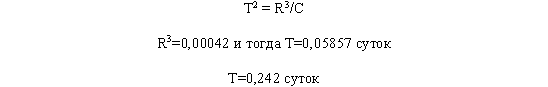 T² = R³/C
R³=0,00042 и тогда T=0,05857 суток
T=0,242 суток